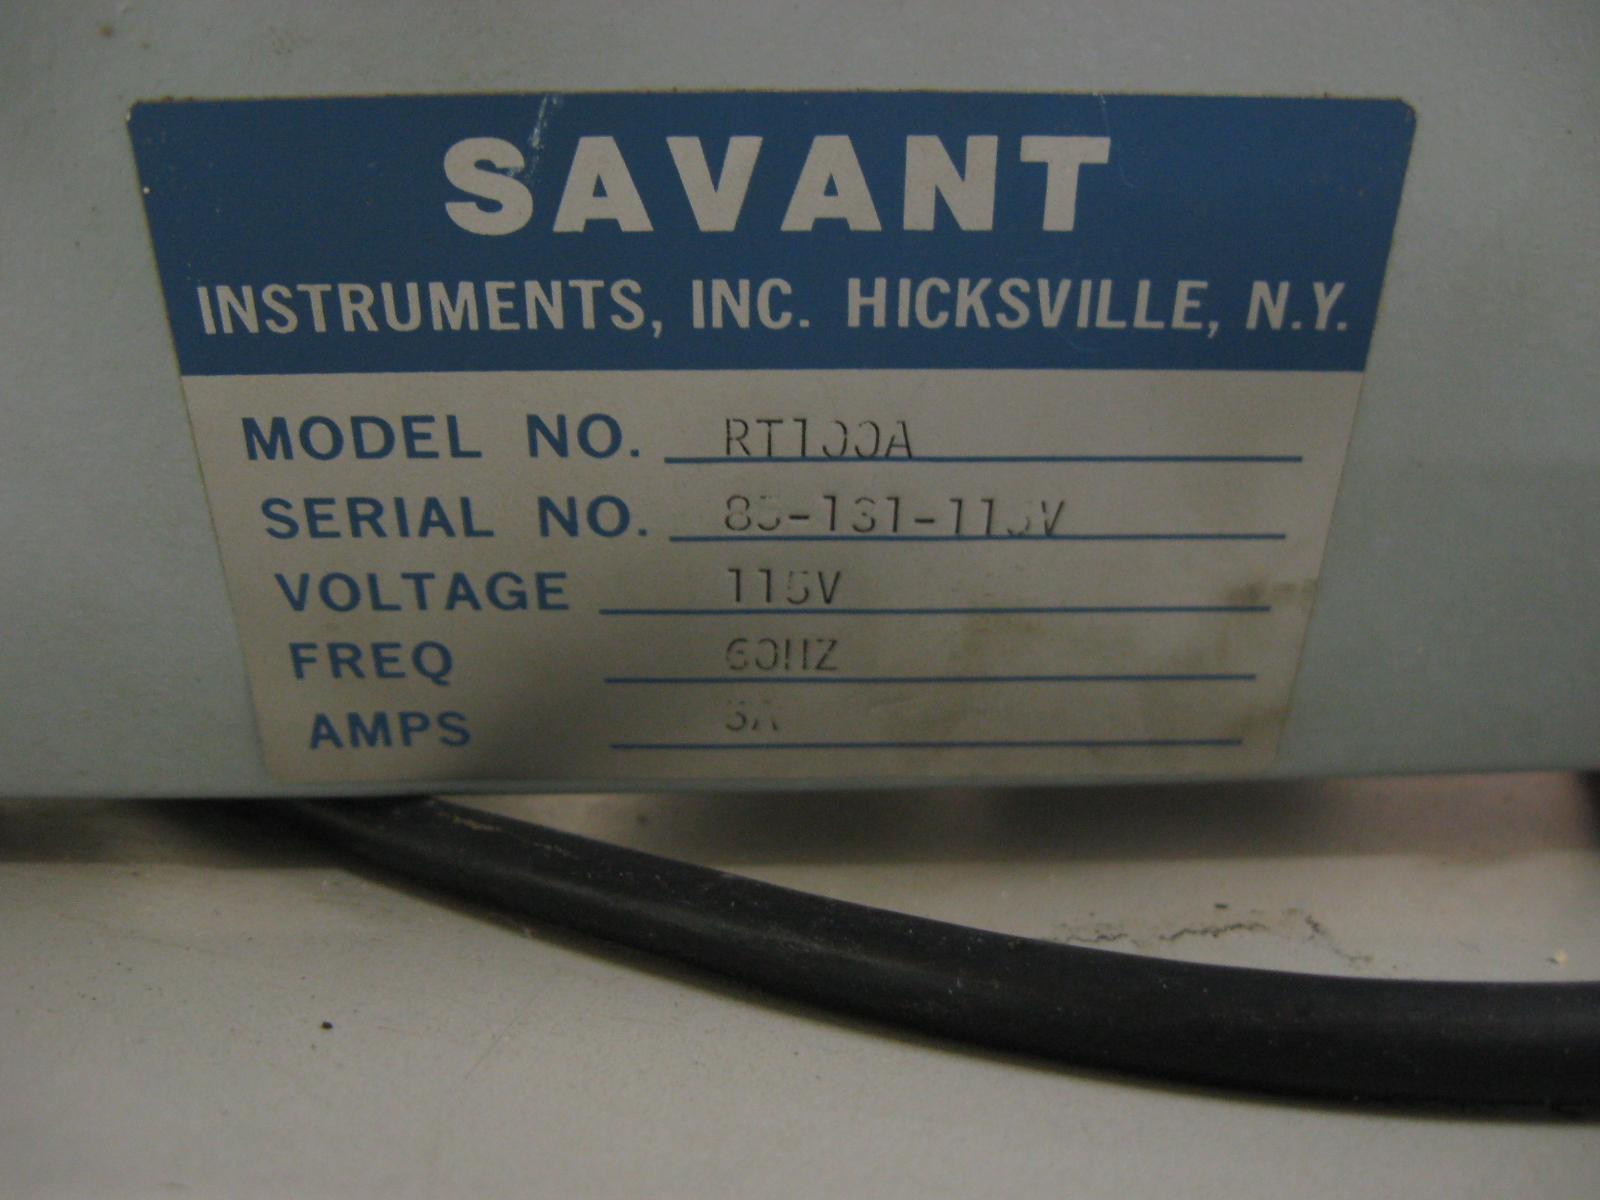 SAVANT
INSTRUMENTS, INC. HICKSVILLE, N.Y.
MODEL NO. RT100A
SERIAL NO.
VOLTAGE 115V
FREQ 60HZ
AMPS